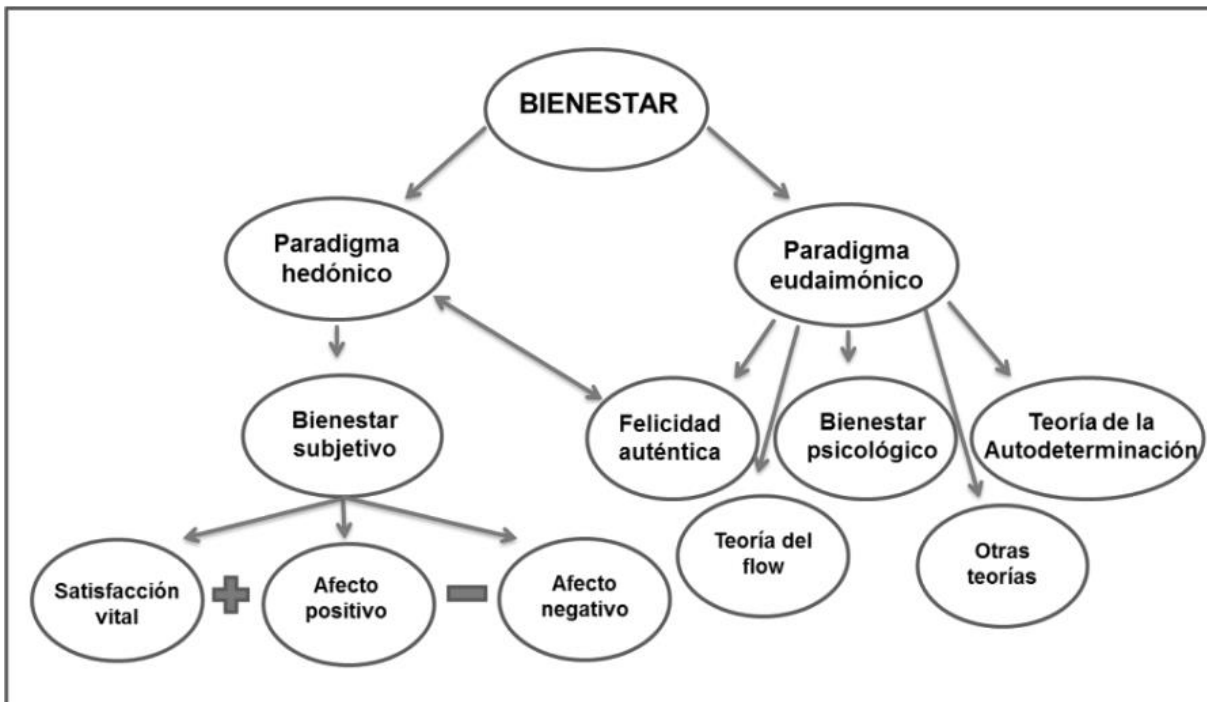 BIENESTAR
Paradigma
hedónico
Paradigma
eudaimónico
Bienestar
subjetivo
Felicidad
auténtica
Bienestar
psicológico
Teoría de la
Autodeterminación
Teoría del
flow
Otras
teorías
Satisfacción
vital
Afecto
positivo
Afecto
negativo